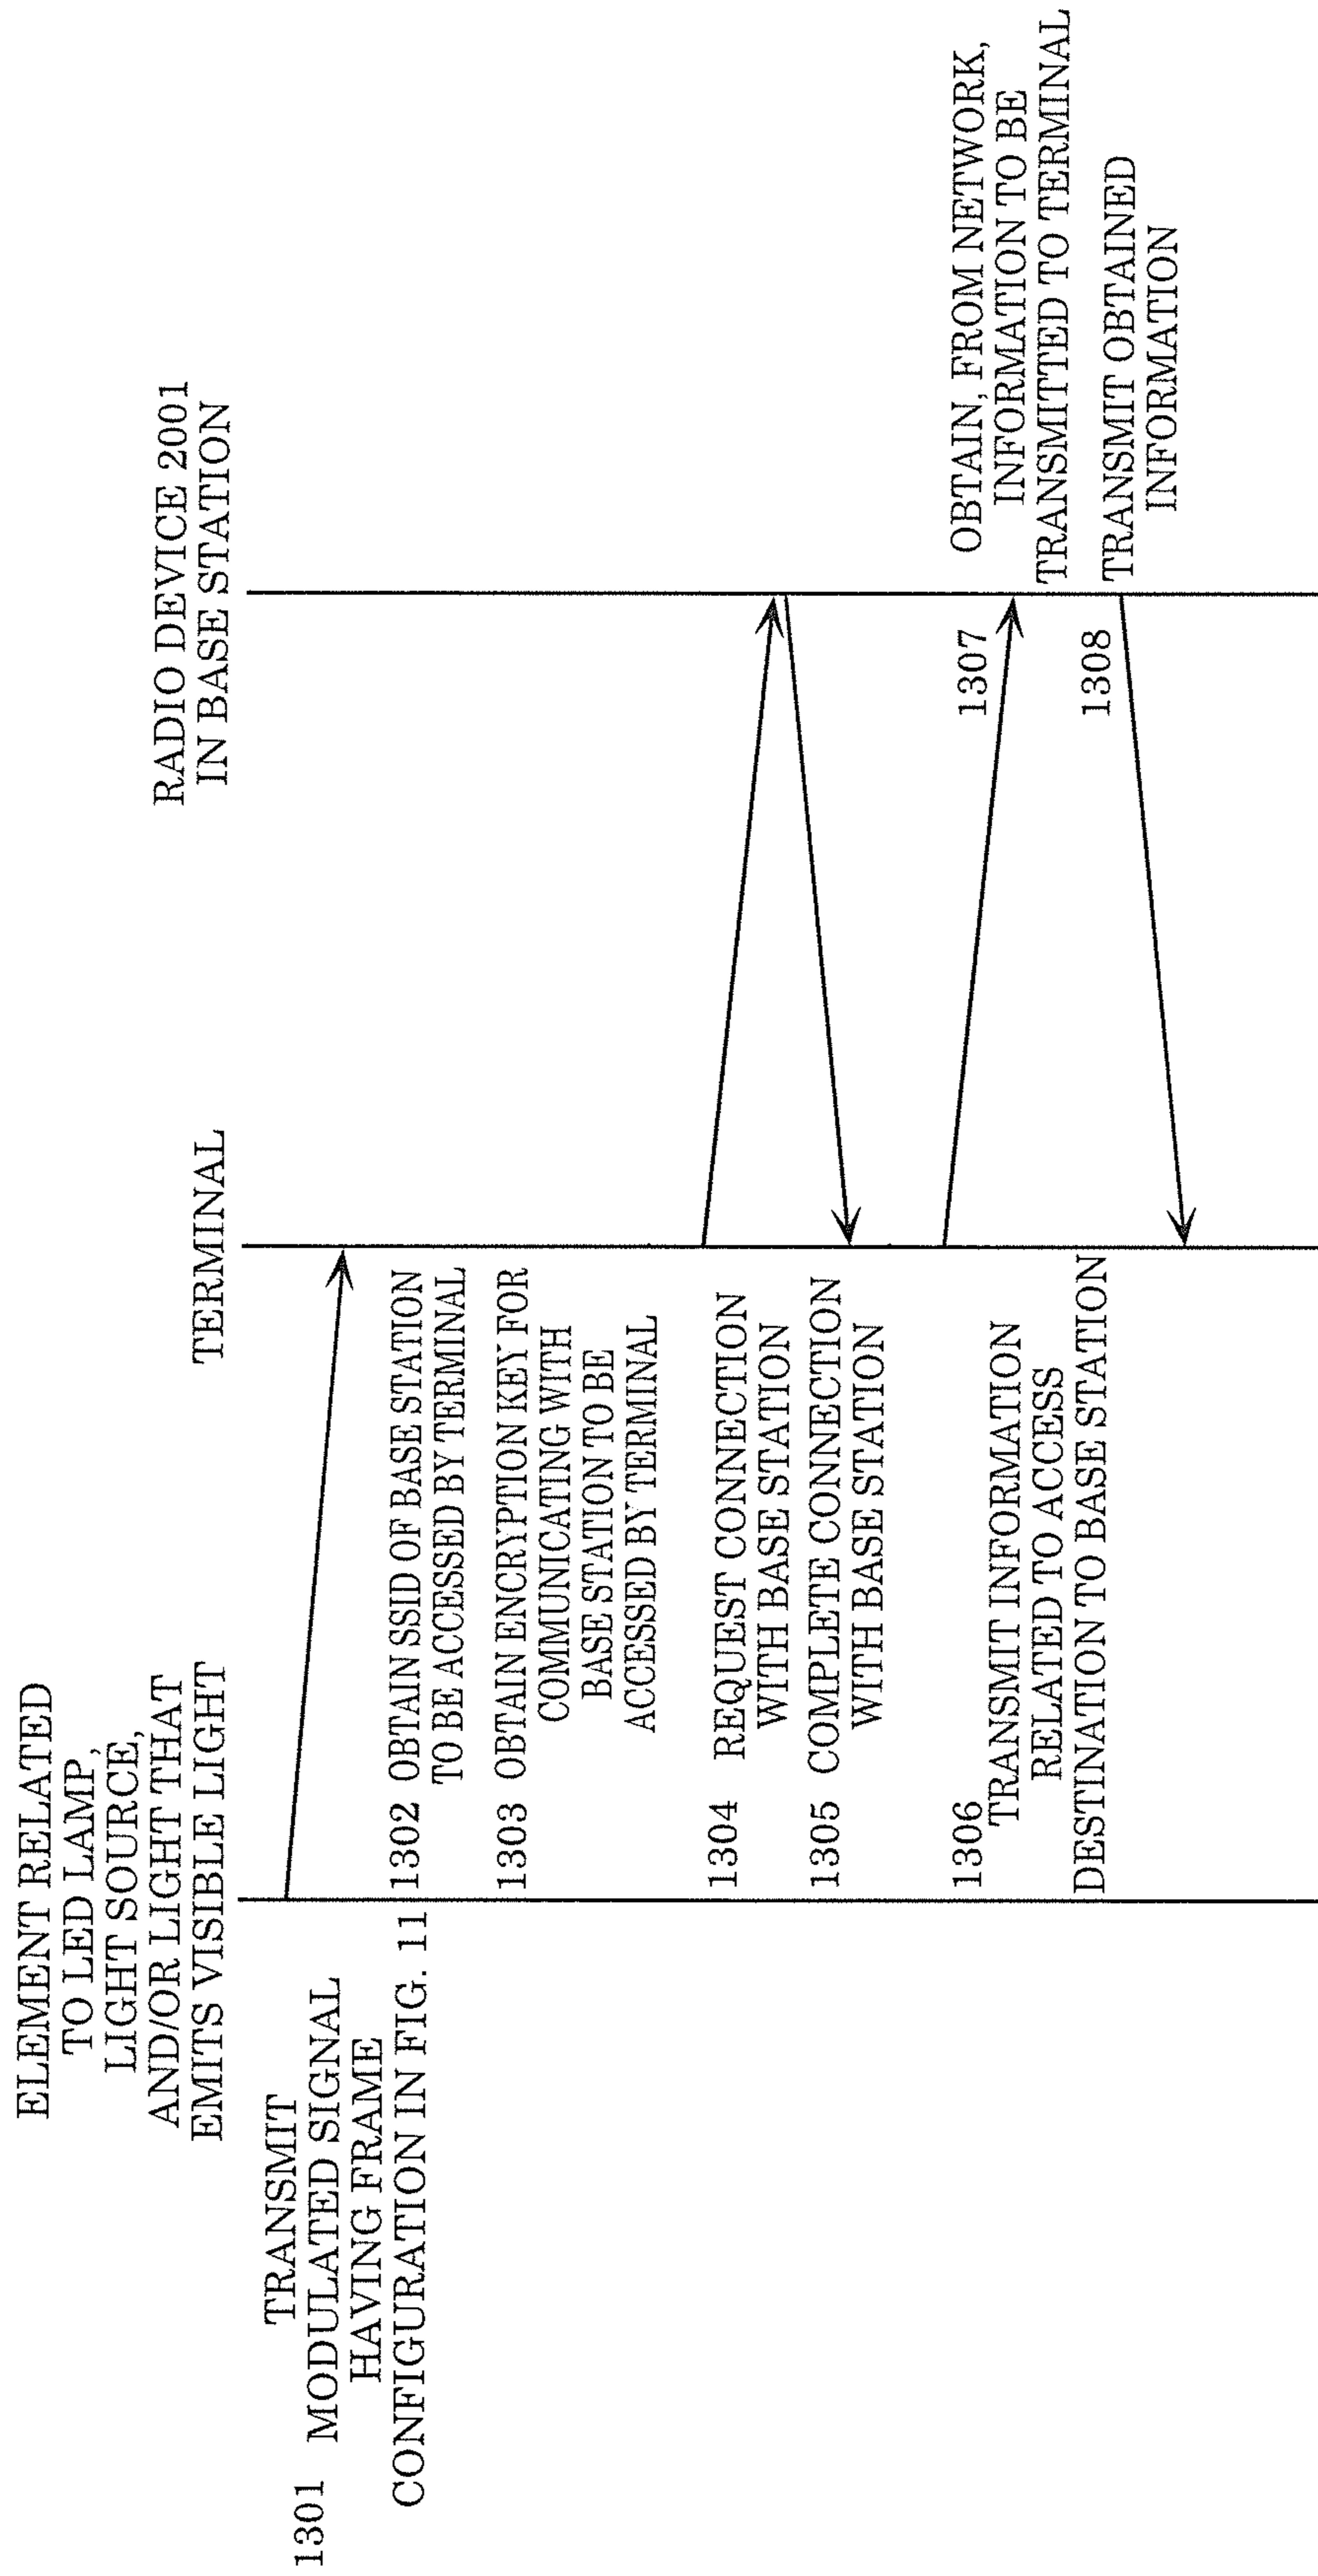 ELEMENT RELATED
TO LED LAMP,
LIGHT SOURCE,
AND/OR LIGHT THAT
EMITS VISIBLE LIGHT
TERMINAL
RADIO DEVICE 2001
IN BASE STATION
TRANSMIT
1301 MODULATED SIGNAL
HAVING FRAME
CONFIGURATION IN FIG. 11
1302 OBTAIN SSID OF BASE STATION
TO BE ACCESSED BY TERMINAL
1303 OBTAIN ENCRYPTION KEY FOR
COMMUNICATING WITH
BASE STATION TO BE
ACCESSED BY TERMINAL
1304 REQUEST CONNECTION
WITH BASE STATION
1305 COMPLETE CONNECTION
WITH BASE STATION
1306
TRANSMIT INFORMATION
RELATED TO ACCESS
DESTINATION TO BASE STATION
1307
OBTAIN, FROM NETWORK,
INFORMATION TO BE
TRANSMITTED TO TERMINAL
1308
TRANSMIT OBTAINED
INFORMATION